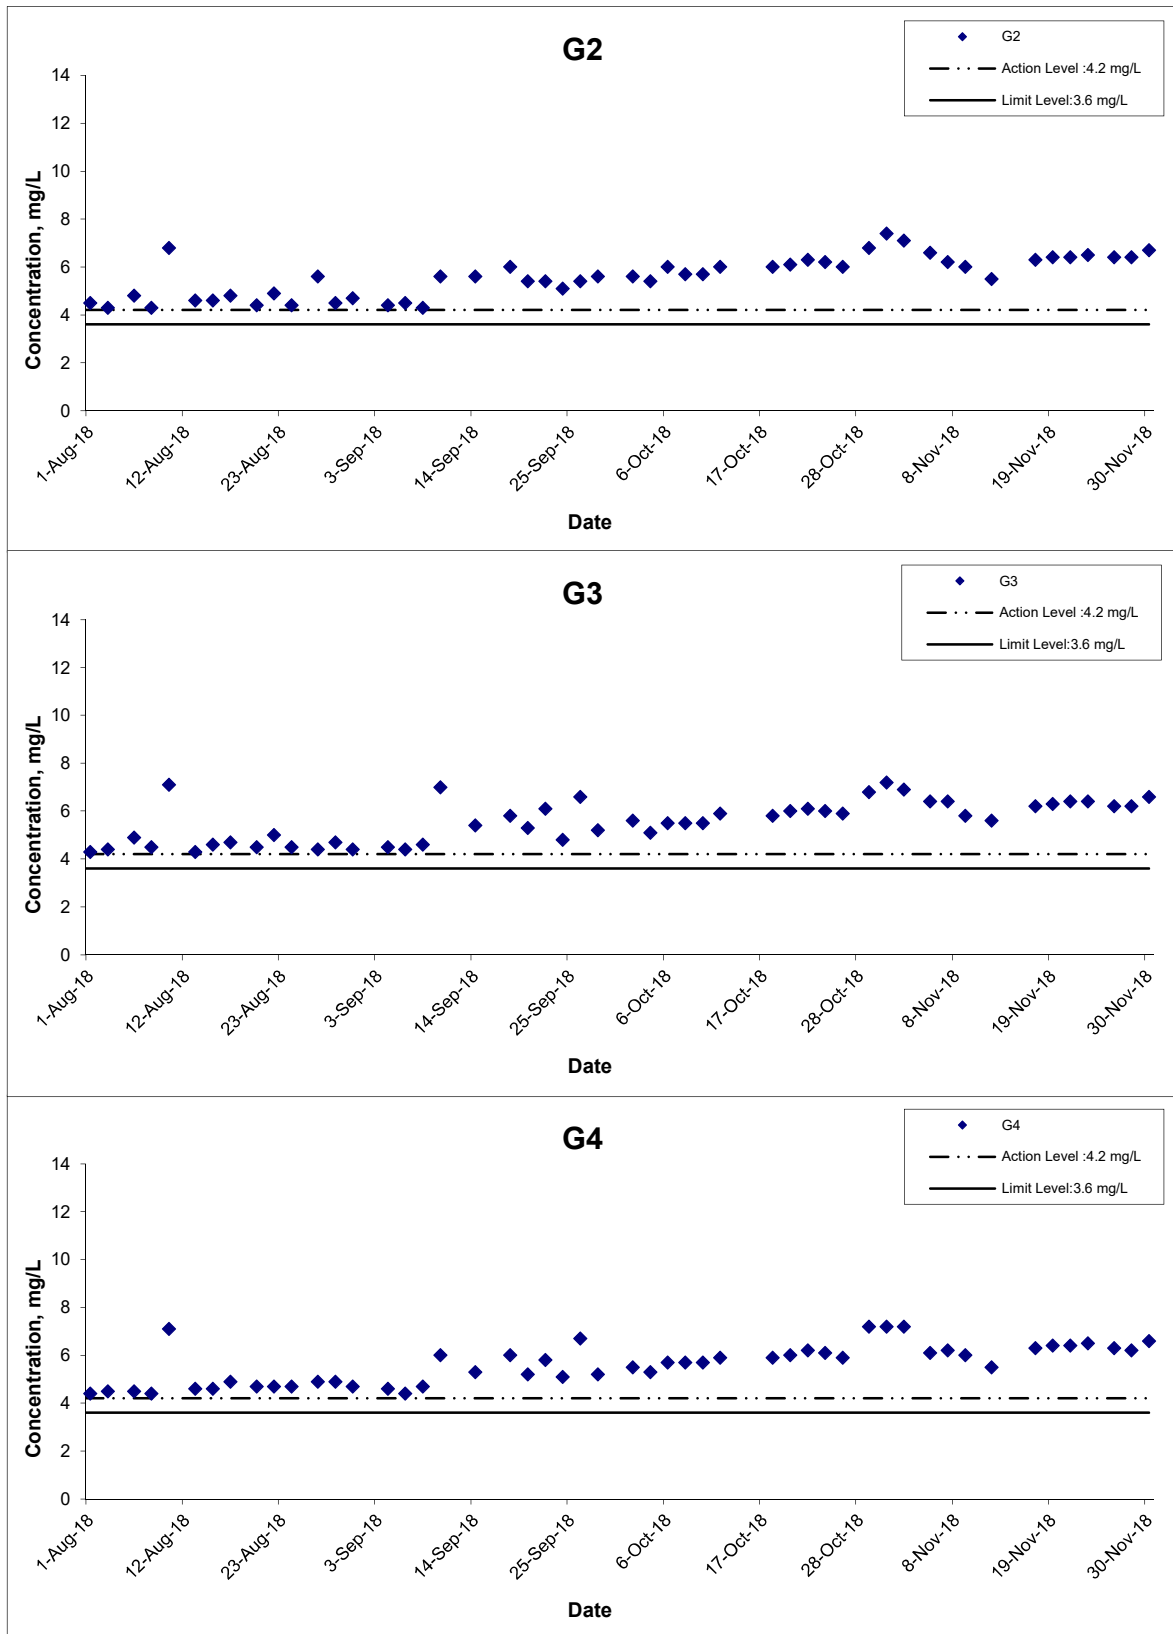 G2
G2
Action Level :4.2 mg/L
Limit Level:3.6 mg/L
Concentration, mg/L
14
12
10
8
6
4
2
0
1-Aug-18
12-Aug-18
23-Aug-18
3-Sep-18
14-Sep-18
25-Sep-18
6-Oct-18
17-Oct-18
28-Oct-18
8-Nov-18
19-Nov-18
30-Nov-18
Date
G3
G3
Action Level :4.2 mg/L
Limit Level:3.6 mg/L
Concentration, mg/L
14
12
10
8
6
4
2
0
1-Aug-18
12-Aug-18
23-Aug-18
3-Sep-18
14-Sep-18
25-Sep-18
6-Oct-18
17-Oct-18
28-Oct-18
8-Nov-18
19-Nov-18
30-Nov-18
Date
G4
G4
Action Level :4.2 mg/L
Limit Level:3.6 mg/L
Concentration, mg/L
14
12
10
8
6
4
2
0
1-Aug-18
12-Aug-18
23-Aug-18
3-Sep-18
14-Sep-18
25-Sep-18
6-Oct-18
17-Oct-18
28-Oct-18
8-Nov-18
19-Nov-18
30-Nov-18
Date